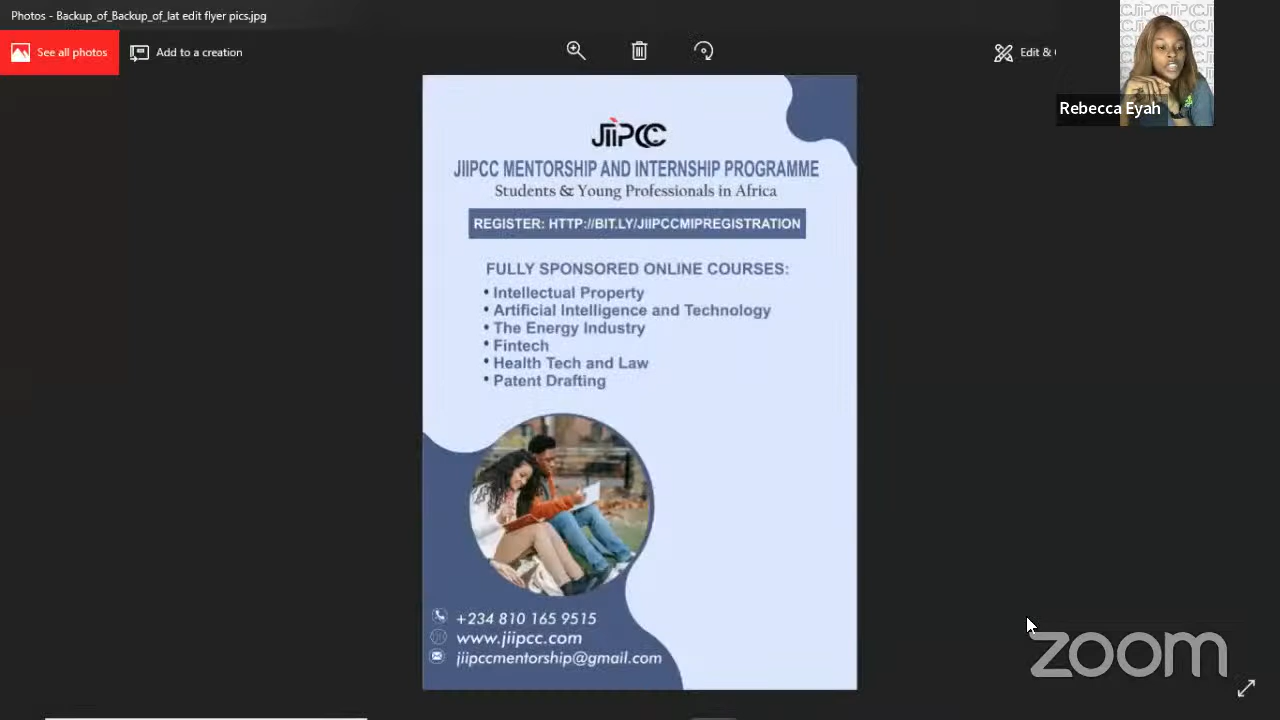 Photos - Backup_of_Backup_of_lat edit flyer pics.jpg
See all photos
Add to a creation
Edit &
Rebecca Eyah
JIIPCC
JIIPCC MENTORSHIP AND INTERNSHIP PROGRAMME
Students & Young Professionals in Africa
REGISTER: HTTP://BIT.LY/JIIPCCMIPREGISTRATION
FULLY SPONSORED ONLINE COURSES:
• Intellectual Property
• Artificial Intelligence and Technology
• The Energy Industry
• Fintech
• Health Tech and Law
• Patent Drafting
+234 810 165 9515
www.jiipcc.com
jiipccmentorship@gmail.com
zoom